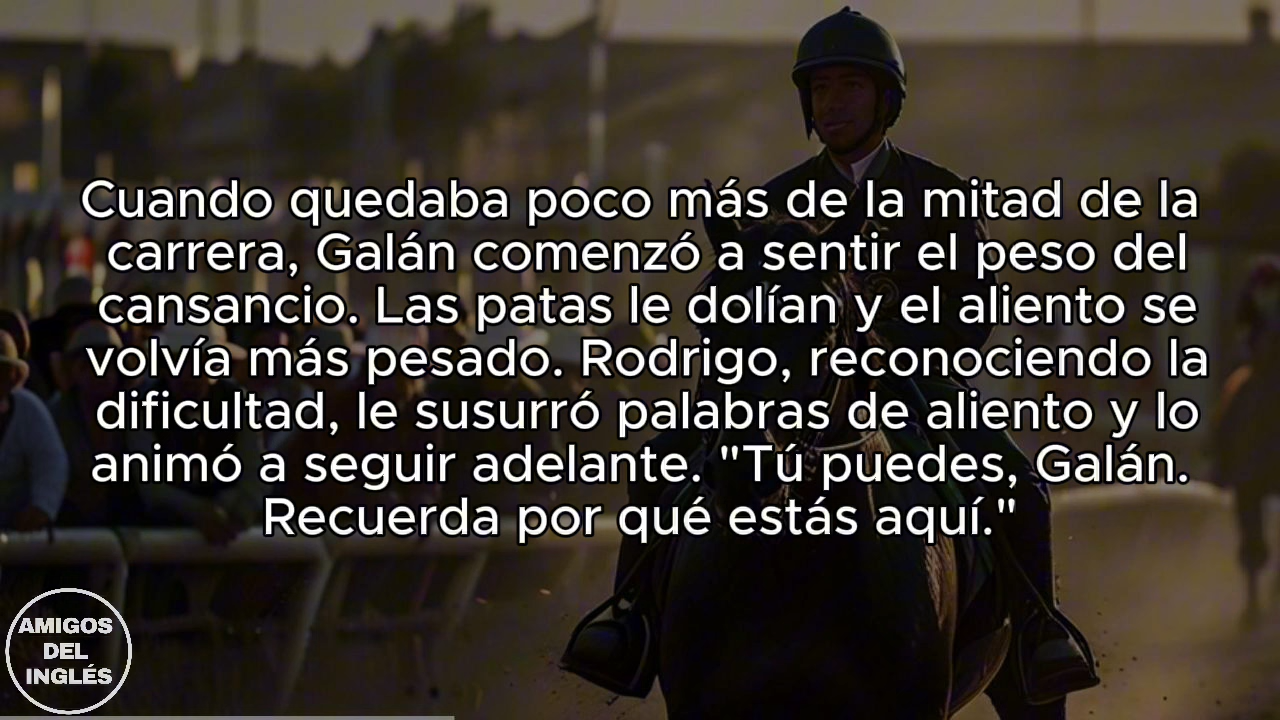 Cuando quedaba poco más de la mitad de la
carrera, Galán comenzó a sentir el peso del
cansancio. Las patas le dolían y el aliento se
volvía más pesado. Rodrigo, reconociendo la
dificultad, le susurró palabras de aliento y lo
animó a seguir adelante. "Tú puedes, Galán.
Recuerda por qué estás aquí."
AMIGOS
DEL
INGLÉS